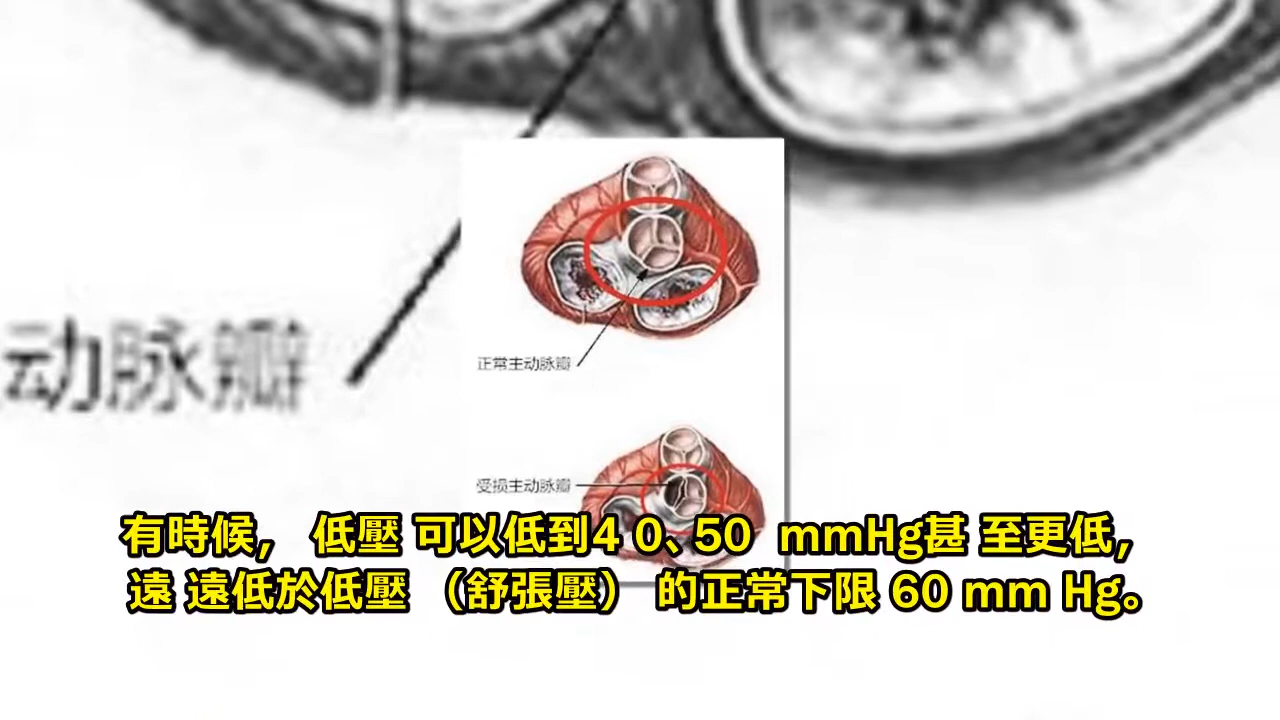 动脉瓣
正常主动脉瓣
受损主动脉瓣
有時候， 低壓 可以低到4 0、50 mmHg甚 至更低，
遠 遠低於低壓 （舒張壓） 的正常下限 60 mm Hg。